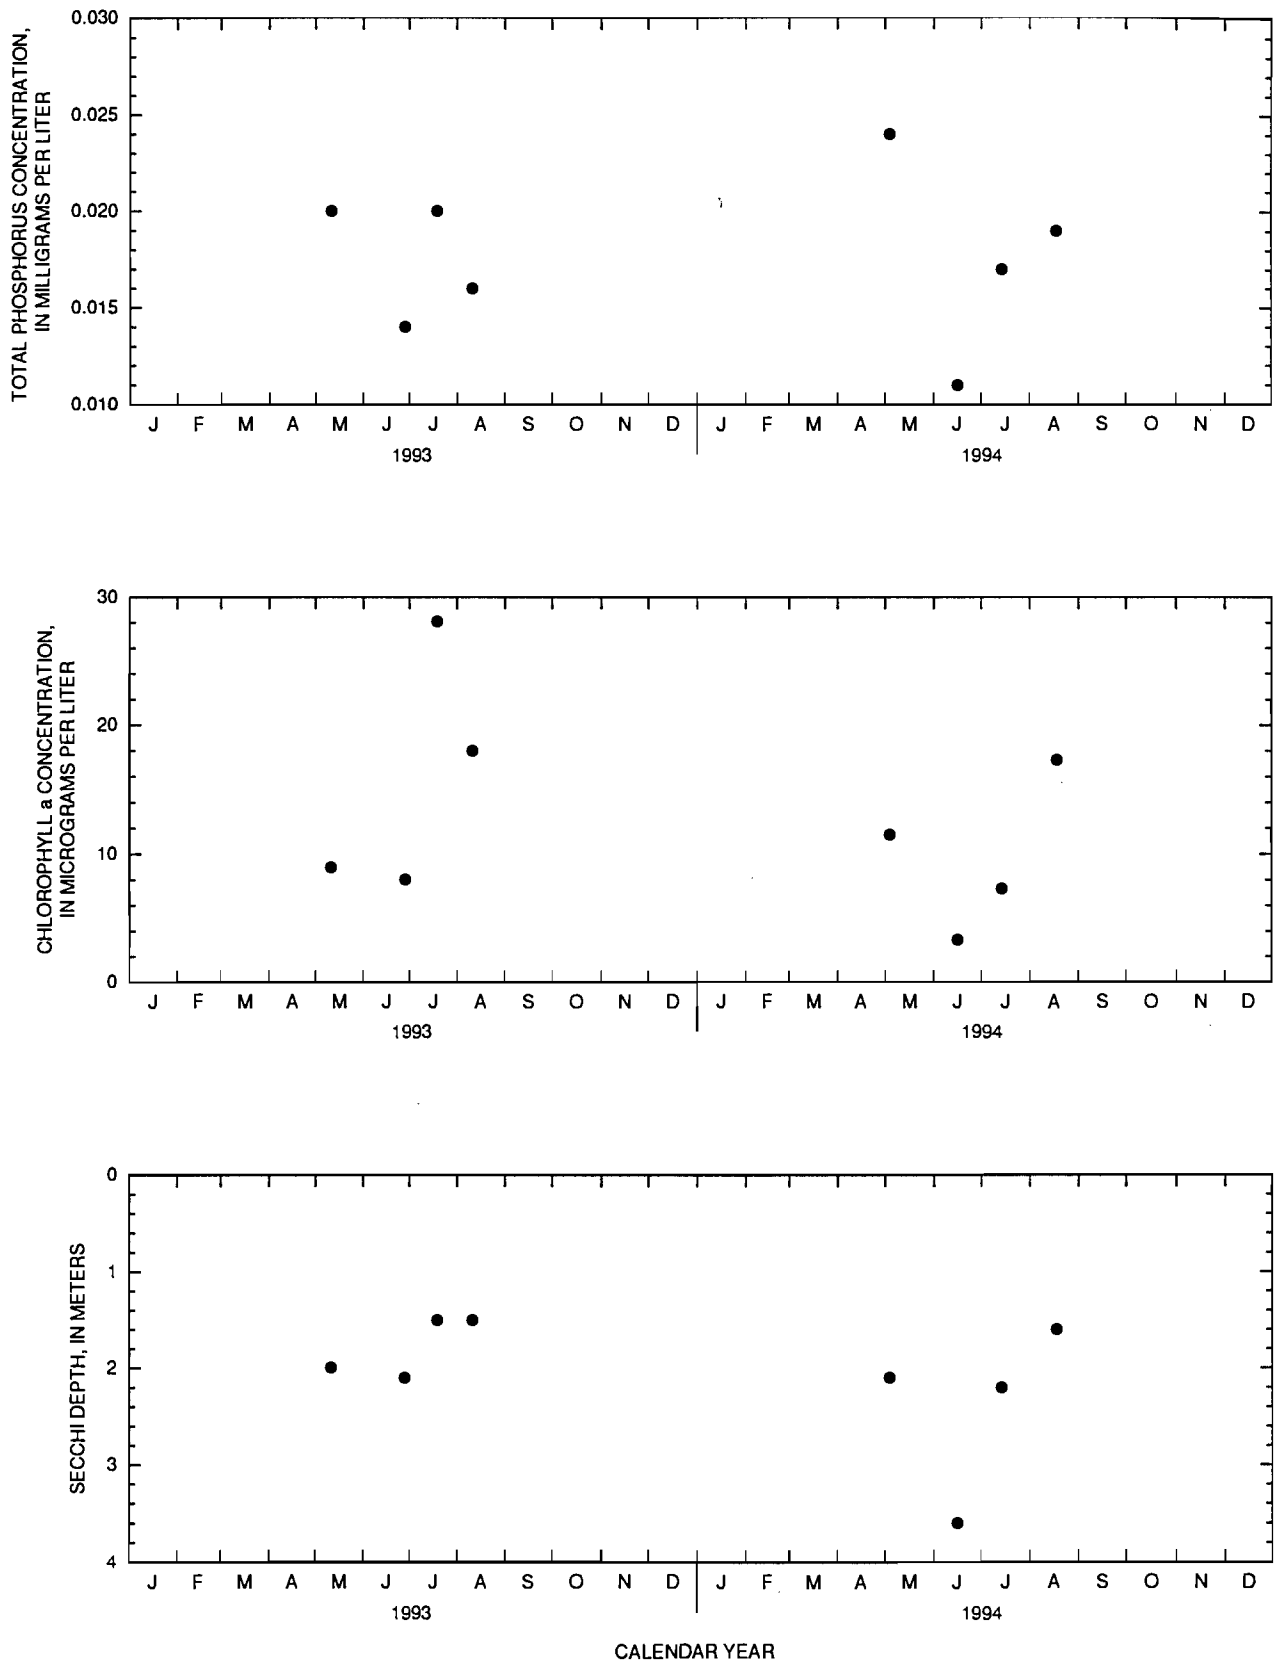 TOTAL PHOSPHORUS CONCENTRATION,
IN MILLIGRAMS PER LITER
0.030
0.025
0.020
0.015
0.010
J F M A M J J A S O N D J F M A M J J A S O N D
1993 1994
CHLOROPHYLL a CONCENTRATION,
IN MICROGRAMS PER LITER
30
20
10
0
J F M A M J J A S O N D J F M A M J J A S O N D
1993 1994
SECCHI DEPTH, IN METERS
0
1
2
3
4
J F M A M J J A S O N D J F M A M J J A S O N D
1993 1994
CALENDAR YEAR